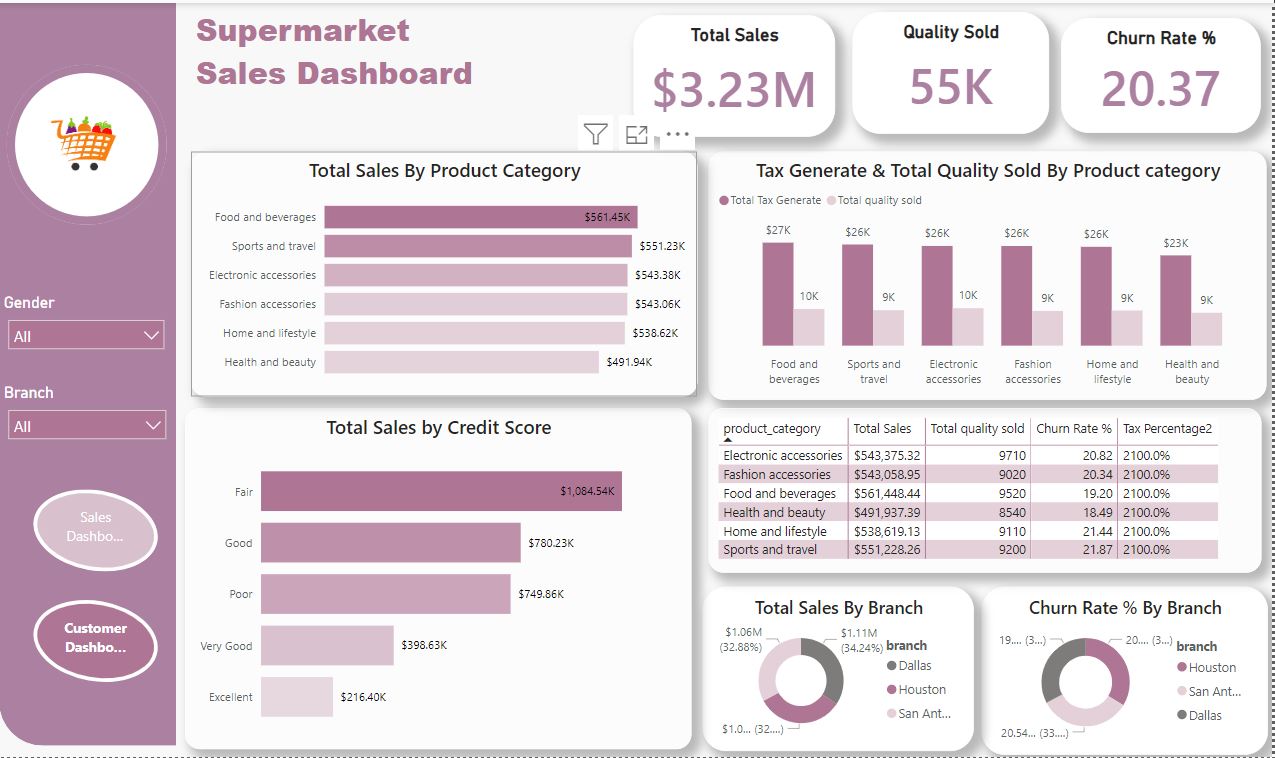 Supermarket
Sales Dashboard
Total Sales
$3.23M
Quality Sold
55K
Churn Rate %
20.37
Gender
All
Branch
All
Sales
Dashbo...
Customer
Dashbo...
Total Sales By Product Category
Food and beverages $561.45K
Sports and travel $551.23K
Electronic accessories $543.38K
Fashion accessories $543.06K
Home and lifestyle $538.62K
Health and beauty $491.94K
Tax Generate & Total Quality Sold By Product category
Total Tax Generate Total quality sold
$27K $26K $26K $26K $26K $23K
10K 9K 10K 9K 9K 9K
Food and Sports and Electronic Fashion Home and Health and
beverages travel accessories accessories lifestyle beauty
Total Sales by Credit Score
Fair $1,084.54K
Good $780.23K
Poor $749.86K
Very Good $398.63K
Excellent $216.40K
product_category Total Sales Total quality sold Churn Rate % Tax Percentage2
Electronic accessories $543,375.32 9710 20.82 2100.0%
Fashion accessories $543,058.95 9020 20.34 2100.0%
Food and beverages $561,448.44 9520 19.20 2100.0%
Health and beauty $491,937.39 8540 18.49 2100.0%
Home and lifestyle $538,619.13 9110 21.44 2100.0%
Sports and travel $551,228.26 9200 21.87 2100.0%
Total Sales By Branch
$1.06M
(32.88%)
$1.11M
(34.24%)
$1.0... (32....)
branch
Dallas
Houston
San Ant...
Churn Rate % By Branch
19.... (3...)
20.... (3...)
20.54... (33....)
branch
Houston
San Ant...
Dallas